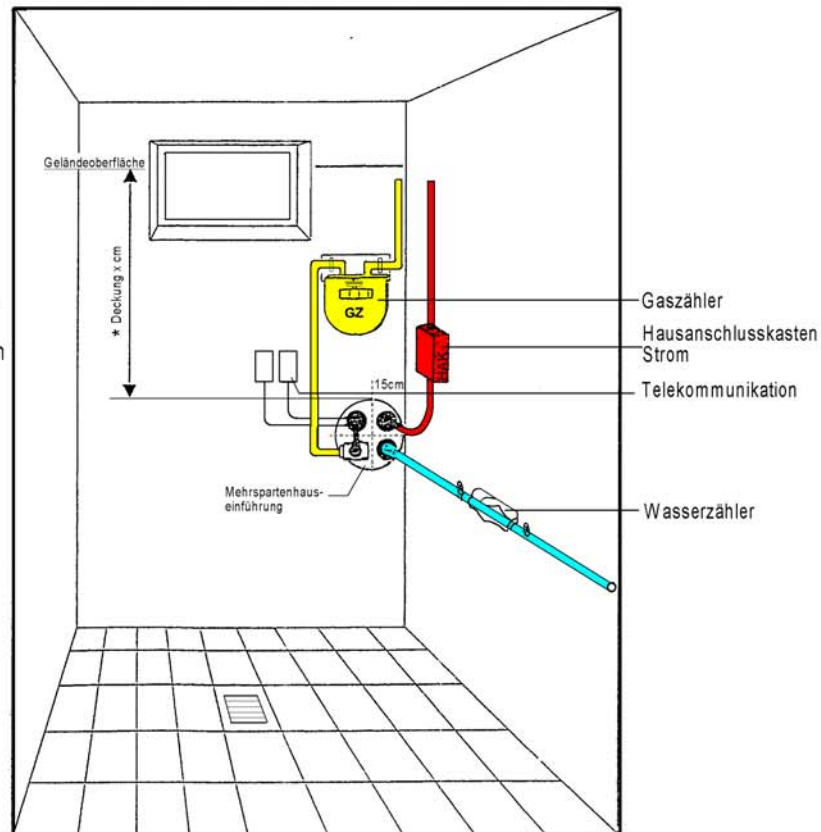 Geländeoberfläche
* Deckung x cm
GZ
Gaszähler
HAK
Hausanschlusskasten
Strom
15cm
Telekommunikation
Mehrspartenhaus-
einführung
Wasserzähler